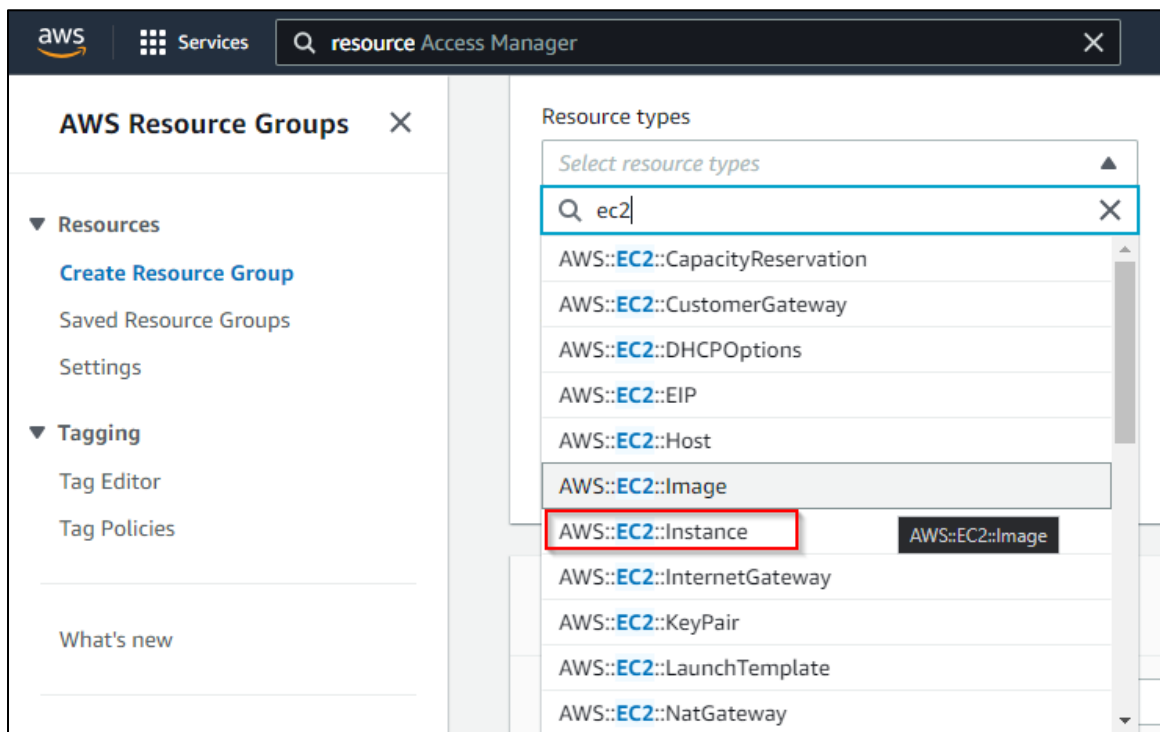 aws
Services
resource Access Manager
AWS Resource Groups
Resources
Create Resource Group
Saved Resource Groups
Settings
Tagging
Tag Editor
Tag Policies
What's new
Resource types
Select resource types
ec2
AWS::EC2::CapacityReservation
AWS::EC2::CustomerGateway
AWS::EC2::DHCPOptions
AWS::EC2::EIP
AWS::EC2::Host
AWS::EC2::Image
AWS::EC2::Instance
AWS::EC2::Image
AWS::EC2::InternetGateway
AWS::EC2::KeyPair
AWS::EC2::LaunchTemplate
AWS::EC2::NatGateway